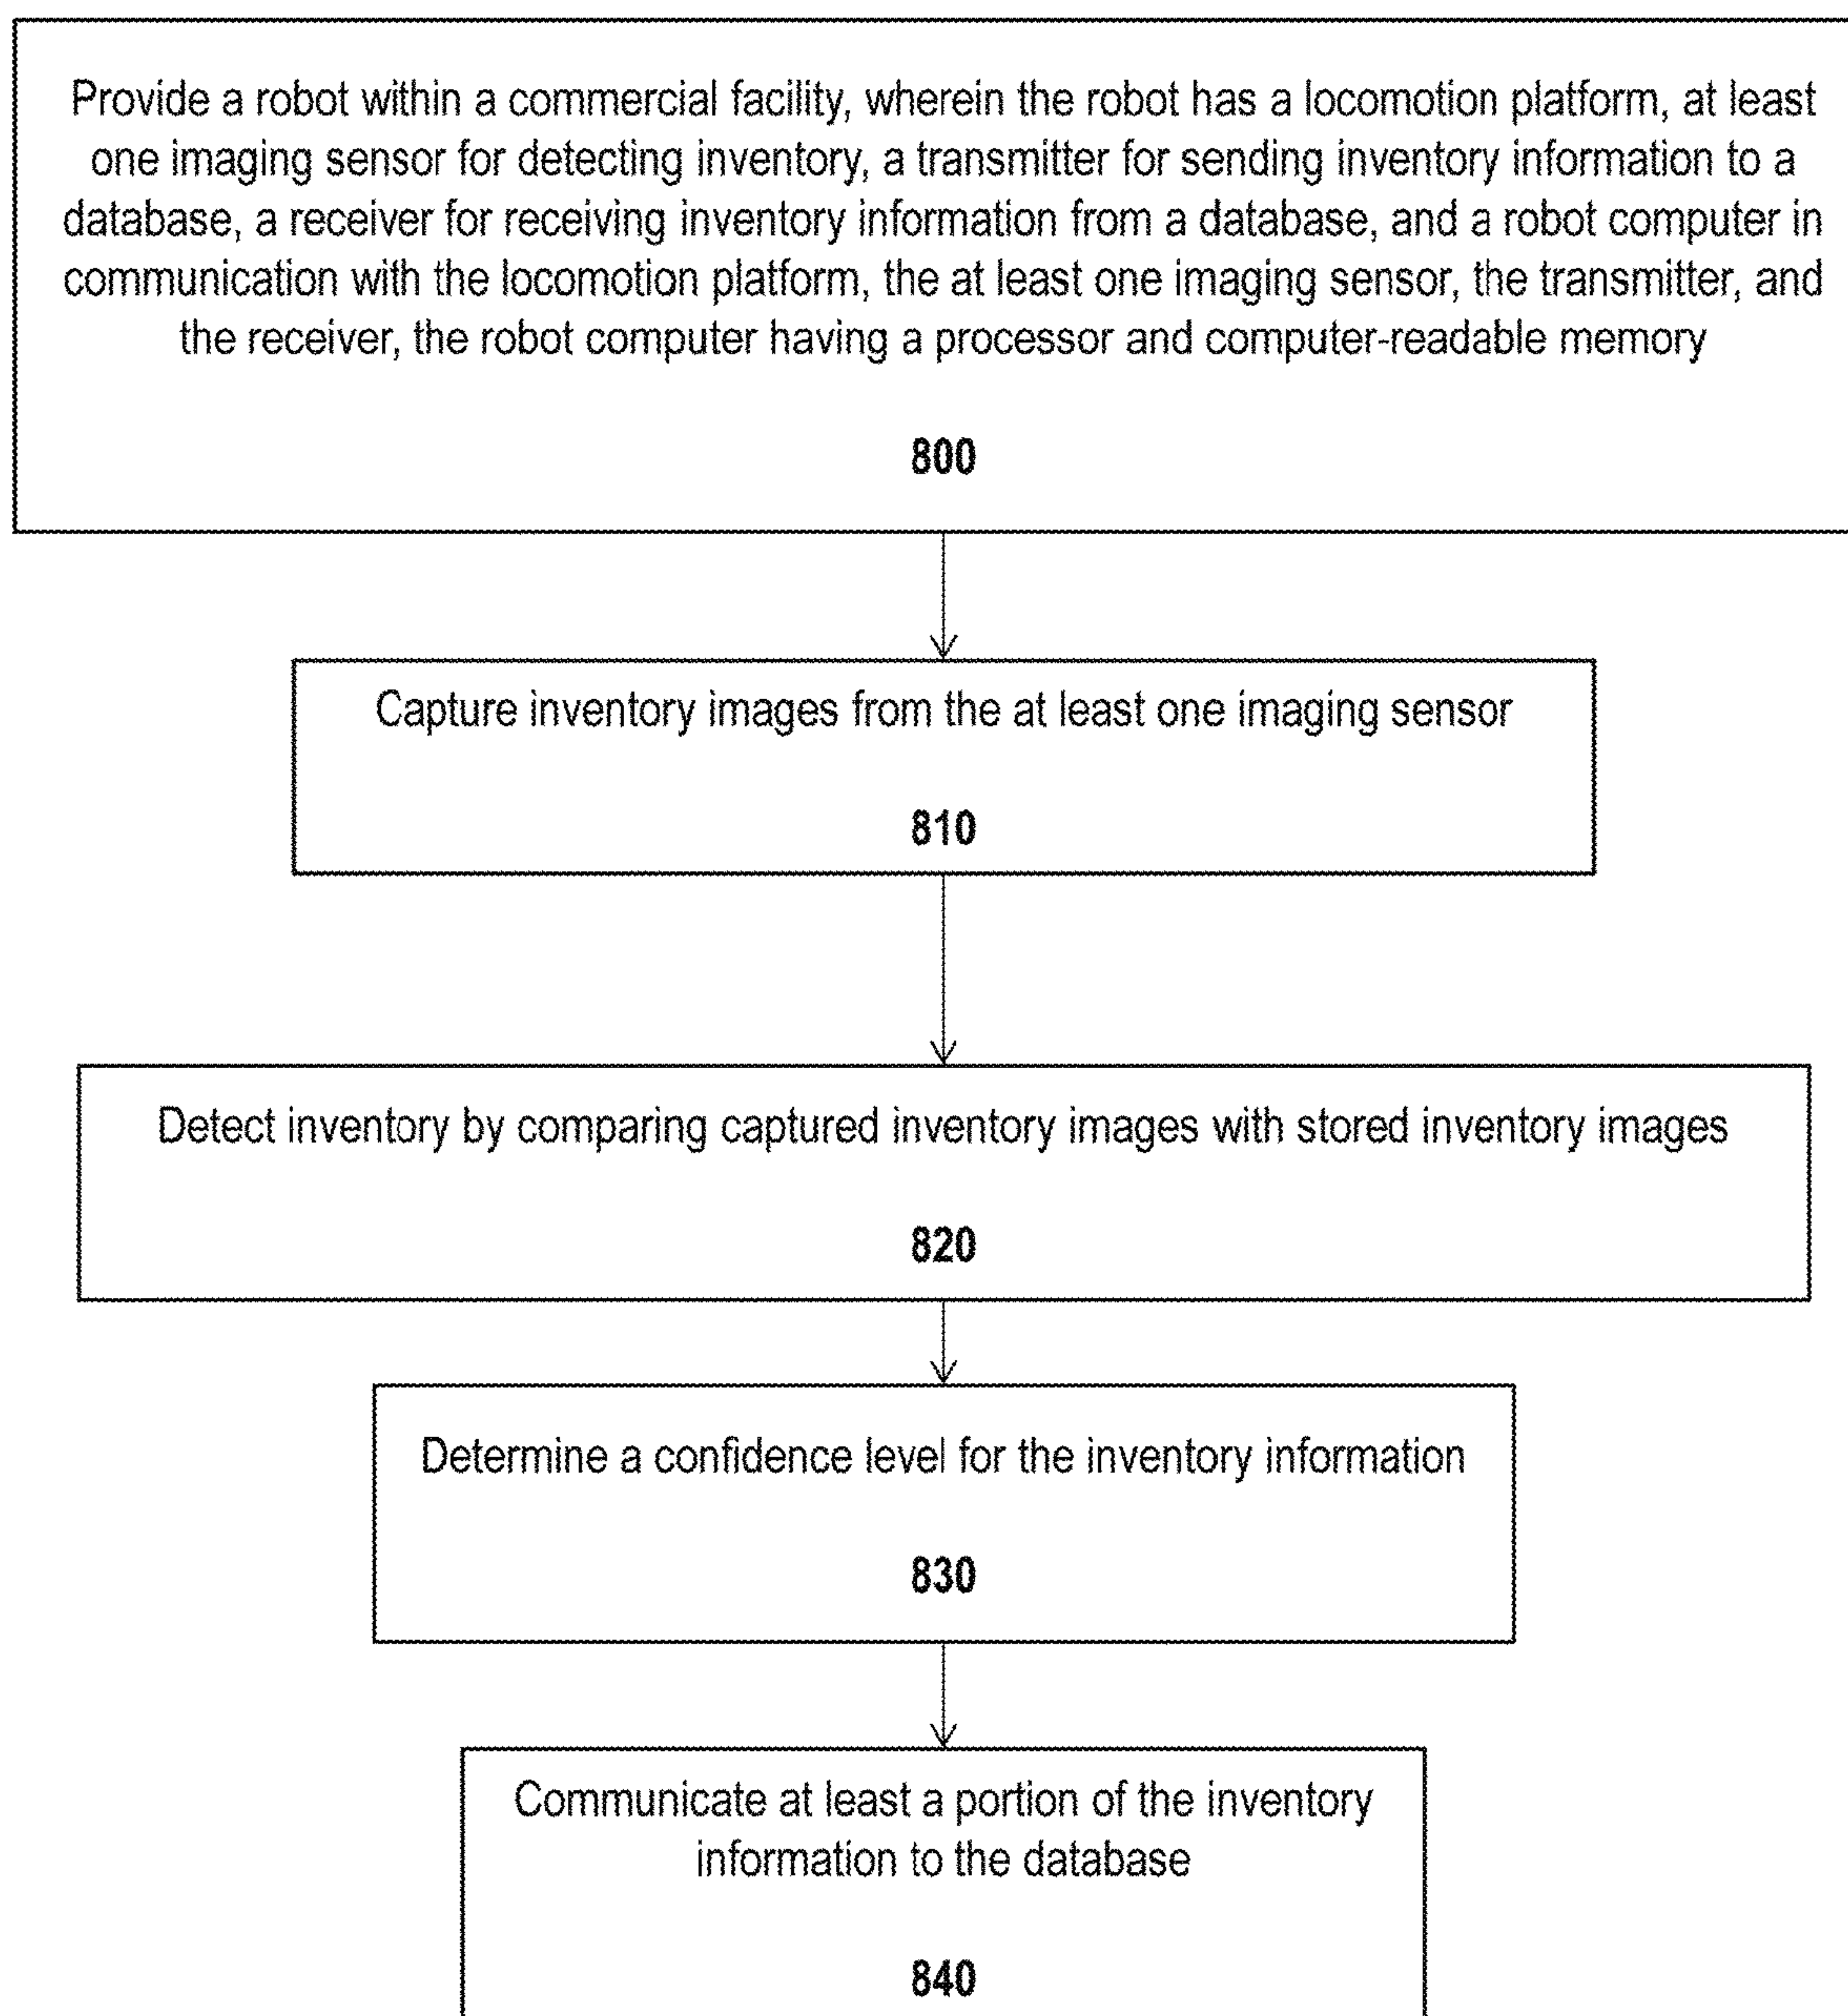 Provide a robot within a commercial facility, wherein the robot has a locomotion platform, at least
one imaging sensor for detecting inventory, a transmitter for sending inventory information to a
database, a receiver for receiving inventory information from a database, and a robot computer in
communication with the locomotion platform, the at least one imaging sensor, the transmitter, and
the receiver, the robot computer having a processor and computer-readable memory
800
Capture inventory images from the at least one imaging sensor
810
Detect inventory by comparing captured inventory images with stored inventory images
820
Determine a confidence level for the inventory information
830
Communicate at least a portion of the inventory
information to the database
840